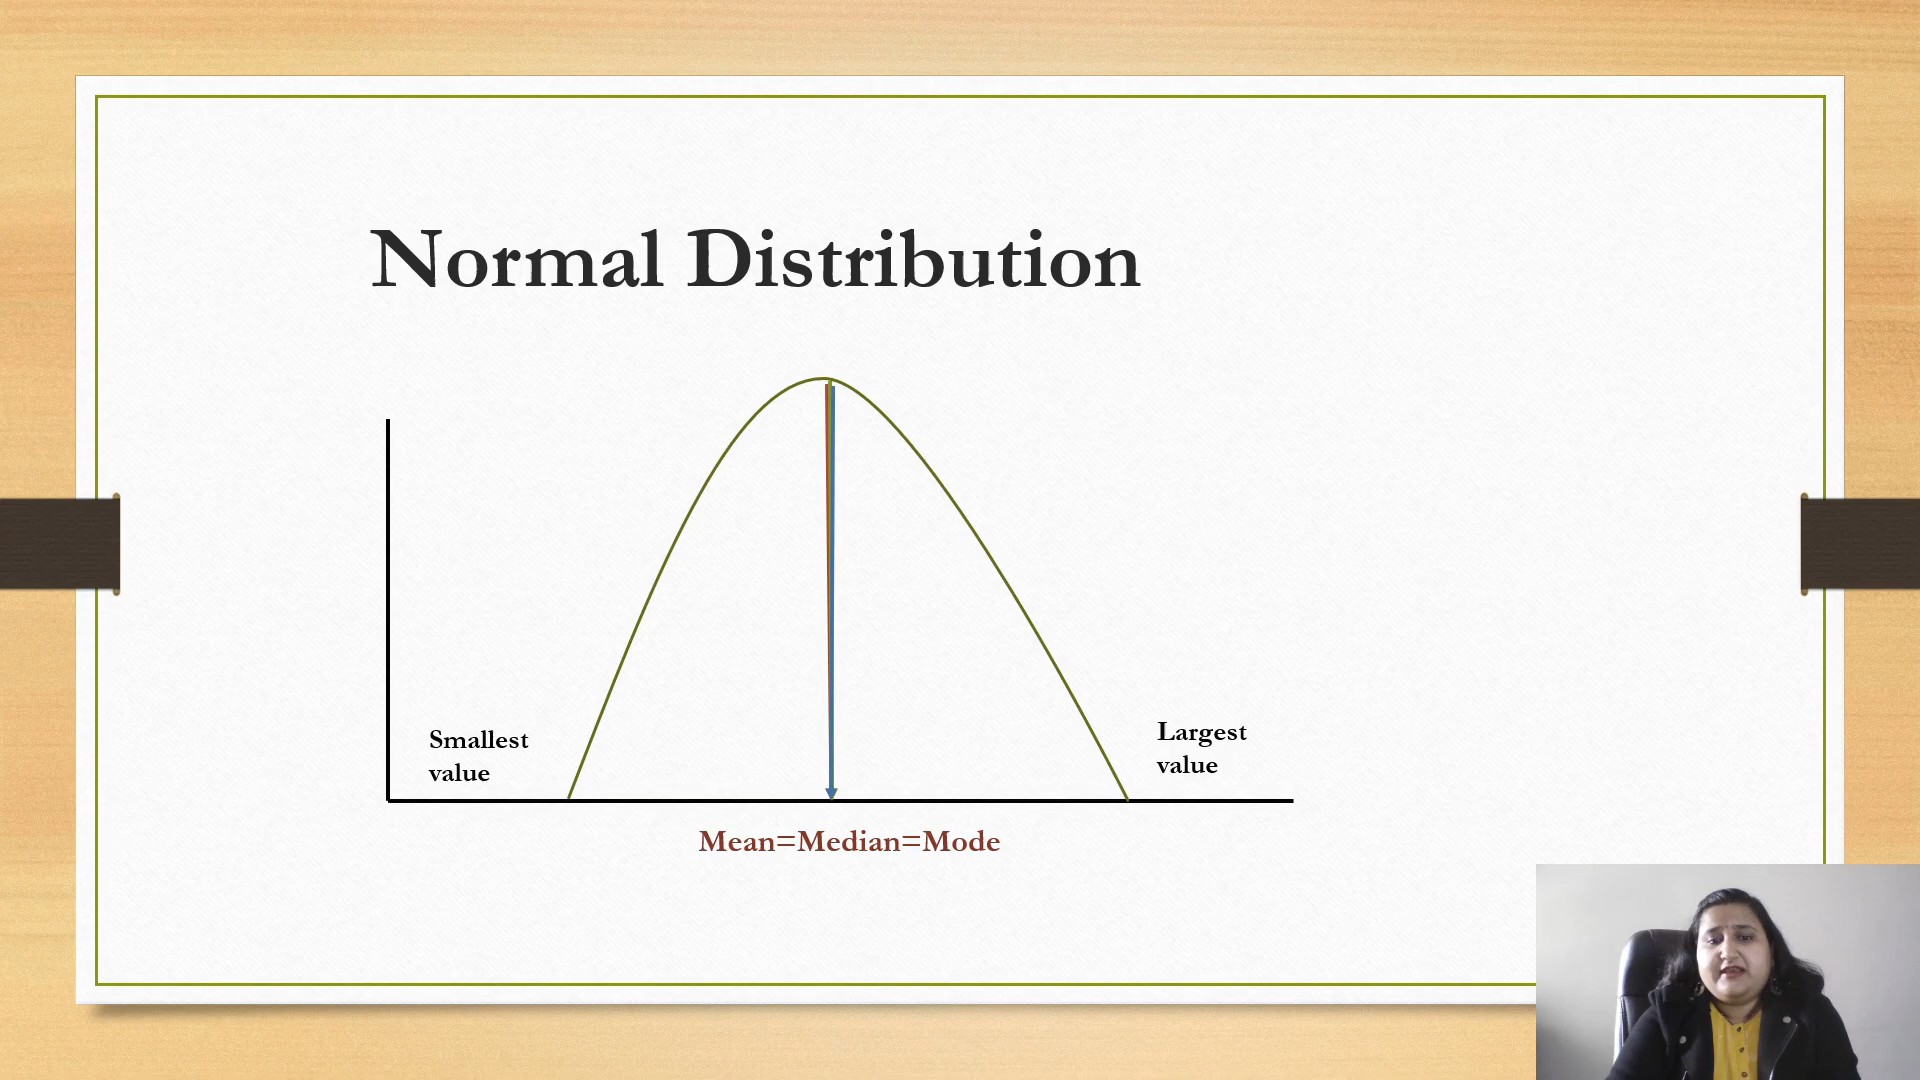 Normal Distribution
Smallest
value
Largest
value
Mean=Median=Mode